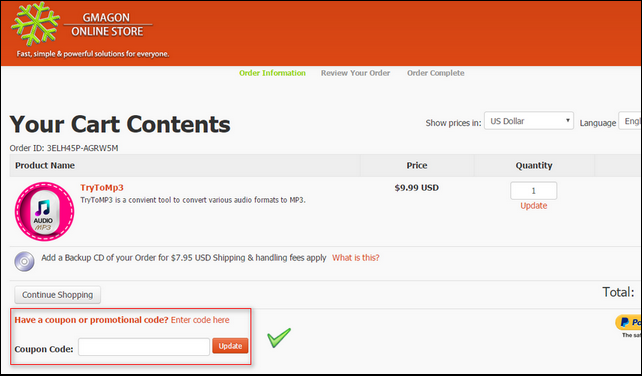 GMAGON
ONLINE STORE
Fast, simple & powerful solutions for everyone.
Order Information Review Your Order Order Complete
Your Cart Contents
Show prices in: US Dollar Language Engl
Order ID: 3ELH45P-AGRW5M
Product Name Price Quantity
TryToMp3 $9.99 USD 1
TryToMP3 is a convient tool to convert various audio formats to MP3.
Update
AUDIO
MP3
Add a Backup CD of your Order for $7.95 USD Shipping & handling fees apply What is this?
Continue Shopping Total:
Have a coupon or promotional code? Enter code here
Coupon Code: Update
The saf